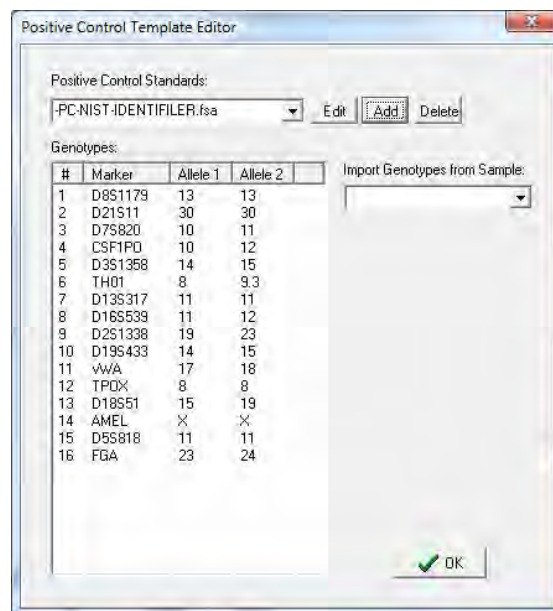 Positive Control Template Editor
Positive Control Standards:
-PC-NIST-IDENTIFILER.fsa Edit Add Delete
Genotypes:
Import Genotypes from Sample:
# Marker Allele 1 Allele 2
1 D8S1179 13 13
2 D21S11 30 30
3 D7S820 10 11
4 CSF1PO 10 12
5 D3S1358 14 15
6 TH01 8 9.3
7 D13S317 11 11
8 D16S539 11 12
9 D2S1338 19 23
10 D19S433 14 15
11 vWA 17 18
12 TPOX 8 8
13 D18S51 15 19
14 AMEL X X
15 D5S818 11 11
16 FGA 23 24
OK